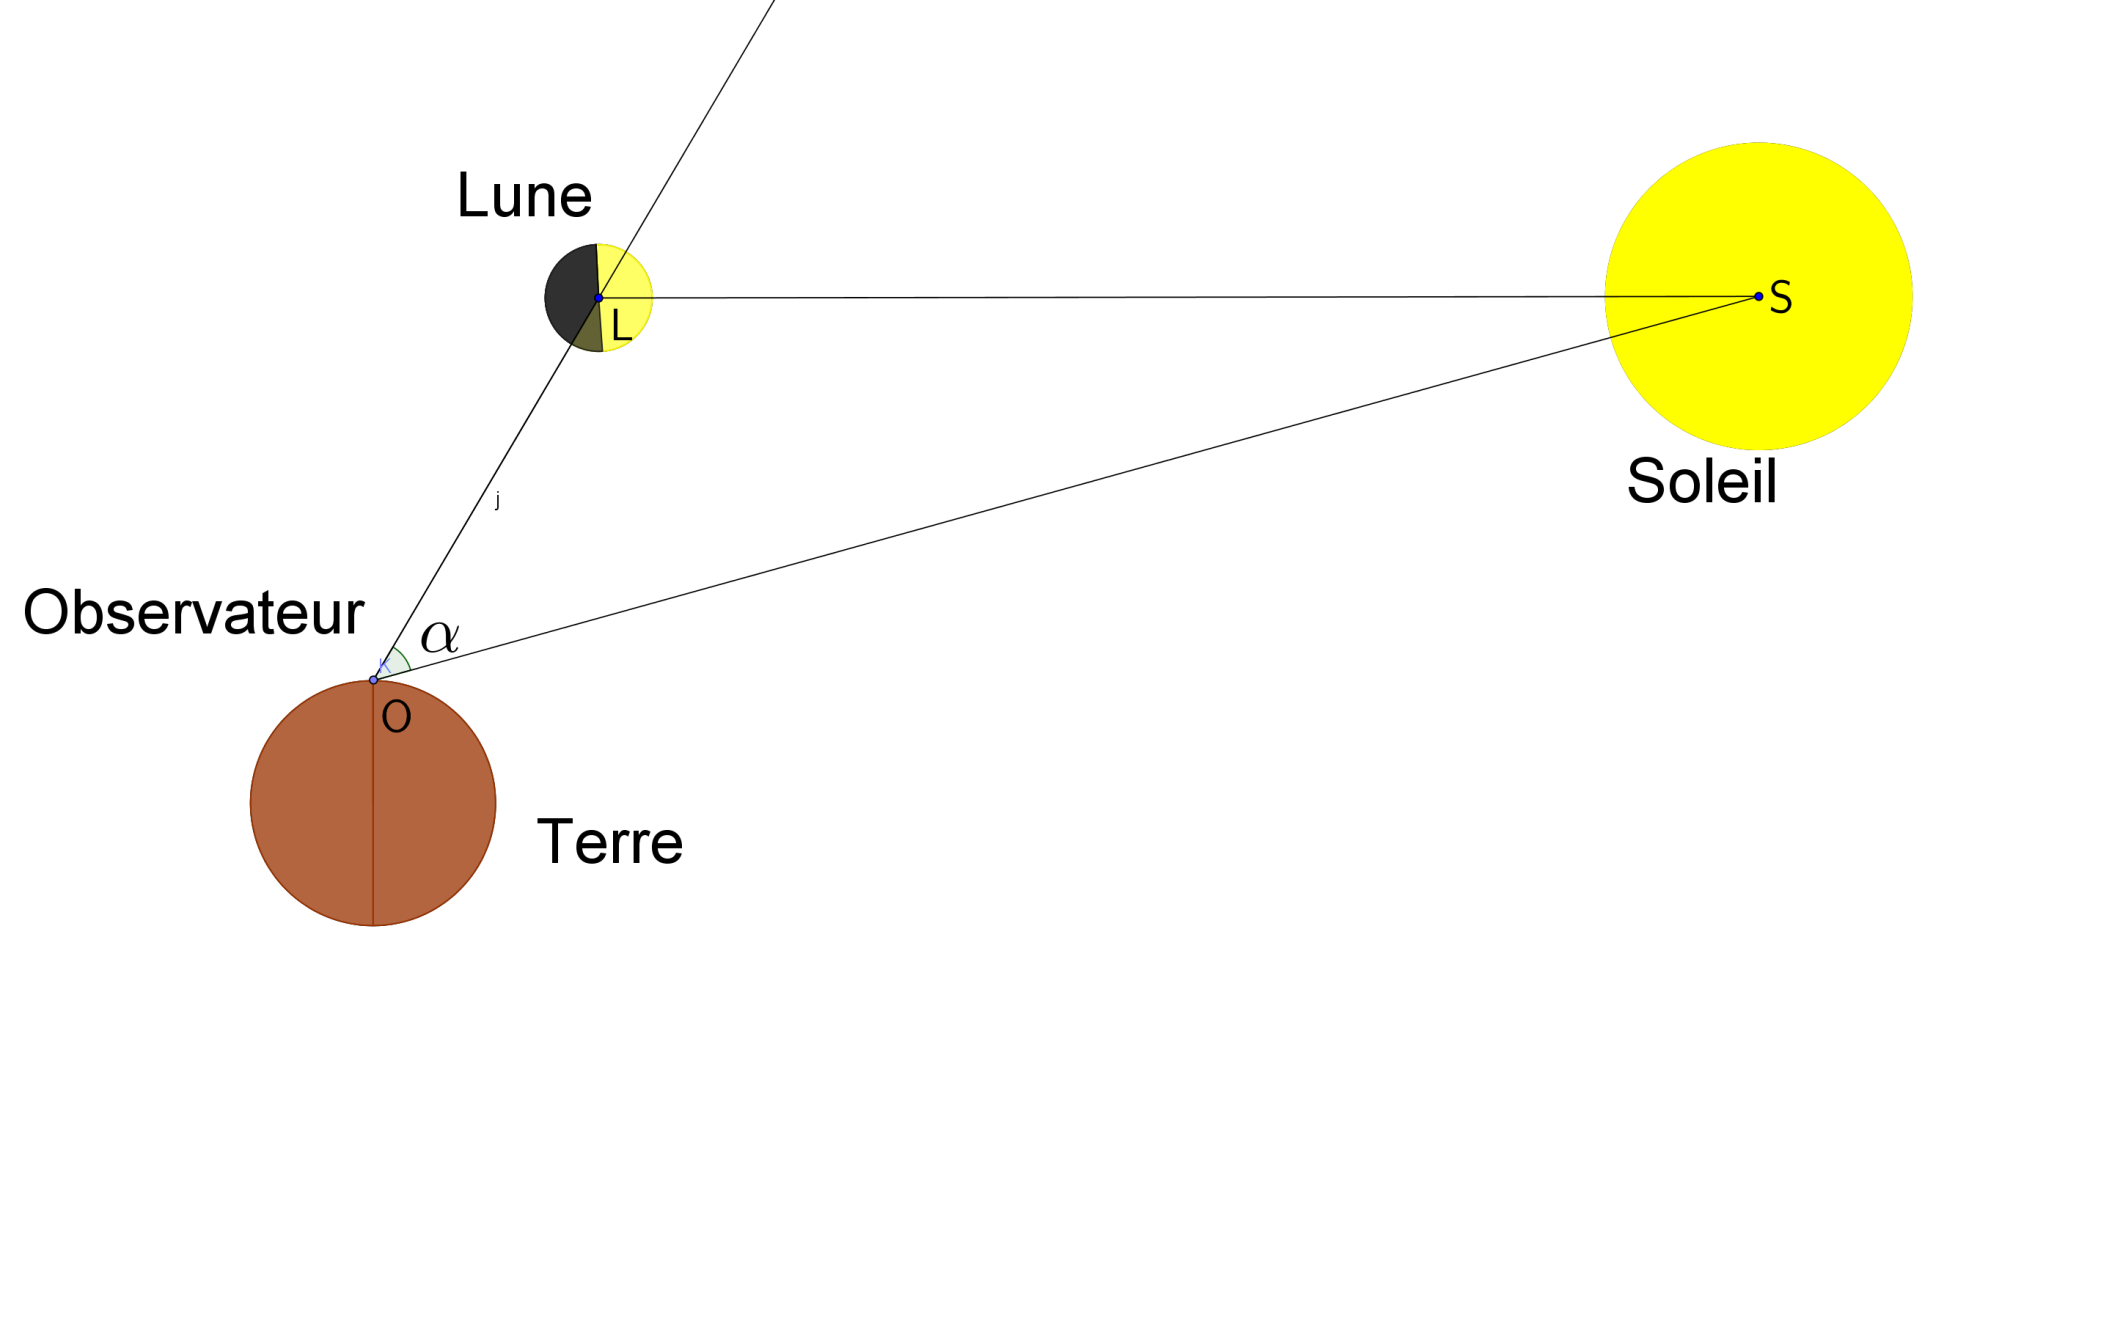 Lune
L
S
Soleil
j
Observateur
α
K
O
Terre